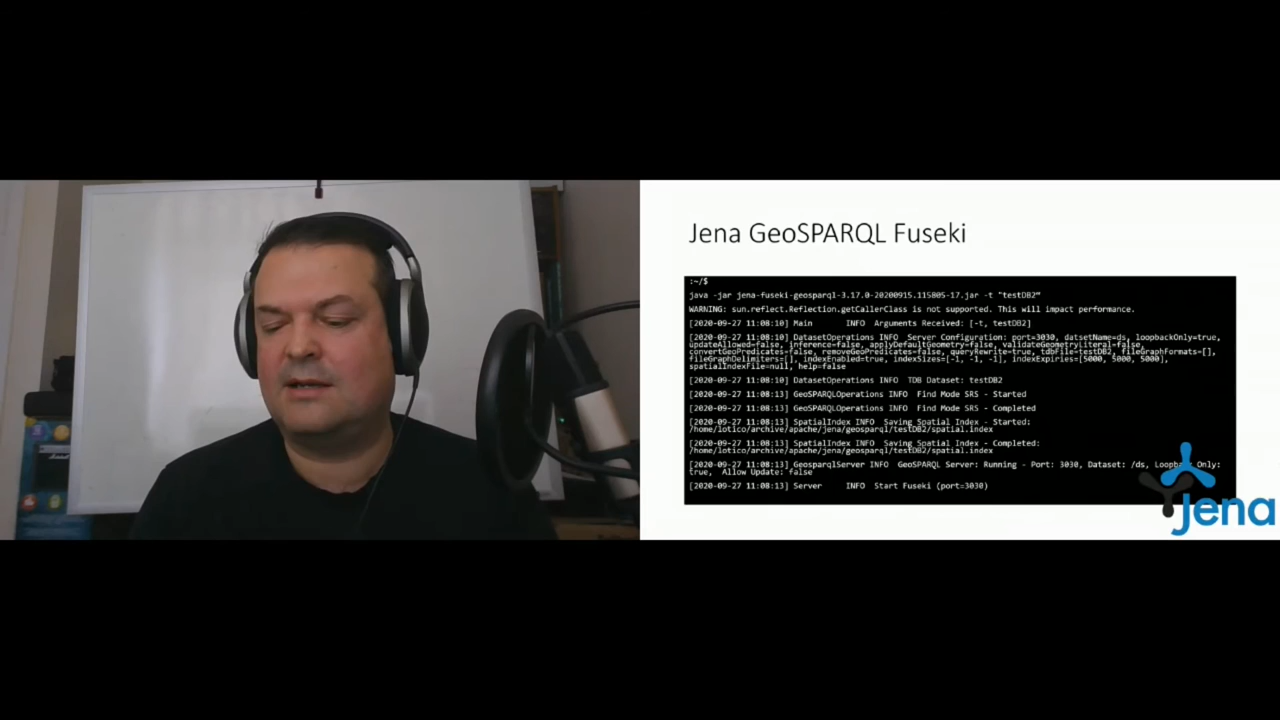 Jena GeoSPARQL Fuseki
:~/$
java -jar jena-fuseki-geosparql-3.17.0-20200915.115805-17.jar -t "testDB2"
WARNING: sun.reflect.Reflection.getCallerClass is not supported. This will impact performance.
[2020-09-27 11:08:10] Main INFO Arguments Received: [-t, testDB2]
[2020-09-27 11:08:10] DatasetOperations INFO Server Configuration: port=3030, datsetName=ds, loopbackOnly=true,
updateAllowed=false, inference=false, applyDefaultGeometry=false, validateGeometryLiteral=false,
convertGeoPredicates=false, removeGeoPredicates=false, queryRewrite=true, tdbFile=testDB2, fileGraphFormats=[],
fileGraphDelimiters=[], indexEnabled=true, indexSizes=[-1, -1, -1], indexExpiries=[5000, 5000, 5000],
spatialIndexFile=null, help=false
[2020-09-27 11:08:10] DatasetOperations INFO TDB Dataset: testDB2
[2020-09-27 11:08:13] GeoSPARQLOperations INFO Find Mode SRS - Started
[2020-09-27 11:08:13] GeoSPARQLOperations INFO Find Mode SRS - Completed
[2020-09-27 11:08:13] SpatialIndex INFO Saving Spatial Index - Started:
/home/lotico/archive/apache/jena/geosparql/testDB2/spatial.index
[2020-09-27 11:08:13] SpatialIndex INFO Saving Spatial Index - Completed:
/home/lotico/archive/apache/jena/geosparql/testDB2/spatial.index
[2020-09-27 11:08:13] GeosparqlServer INFO GeoSPARQL Server: Running - Port: 3030, Dataset: /ds, Loopback Only:
true, Allow Update: false
[2020-09-27 11:08:13] Server INFO Start Fuseki (port=3030)
Jena